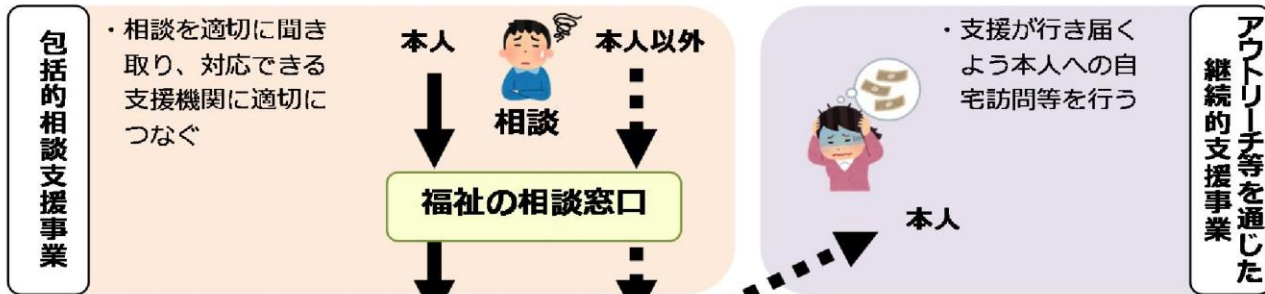 包括的相談支援事業
・相談を適切に聞き
取り、対応できる
支援機関に適切に
つなぐ
本人
本人以外
相談
福祉の相談窓口
・支援が行き届く
よう本人への自
宅訪問等を行う
本人
アウトリーチ等を通じた
継続的支援事業